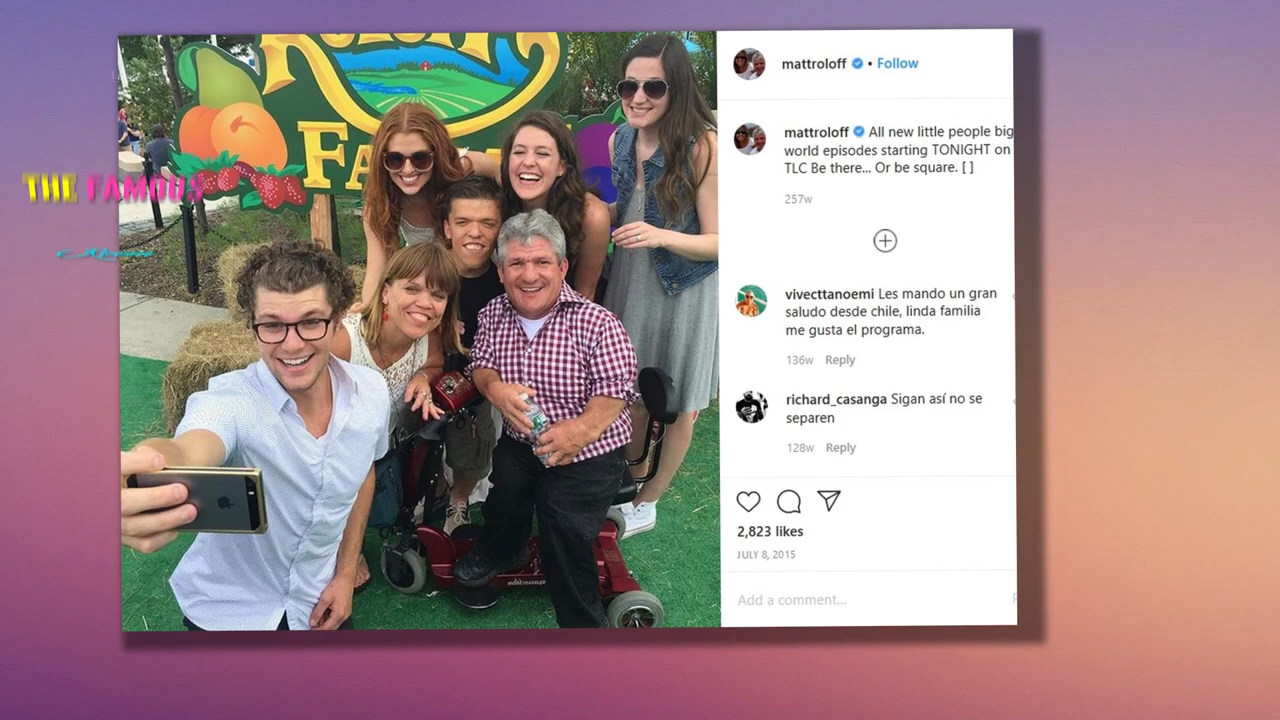 THE FAMOUS
FA
mattroloff • Follow
mattroloff All new little people big
world episodes starting TONIGHT on
TLC Be there... Or be square. [ ]
257w
vivecttanoemi Les mando un gran
saludo desde chile, linda familia
me gusta el programa.
136w Reply
richard_casanga Sigan así no se
separen
128w Reply
2,823 likes
JULY 8, 2015
Add a comment...